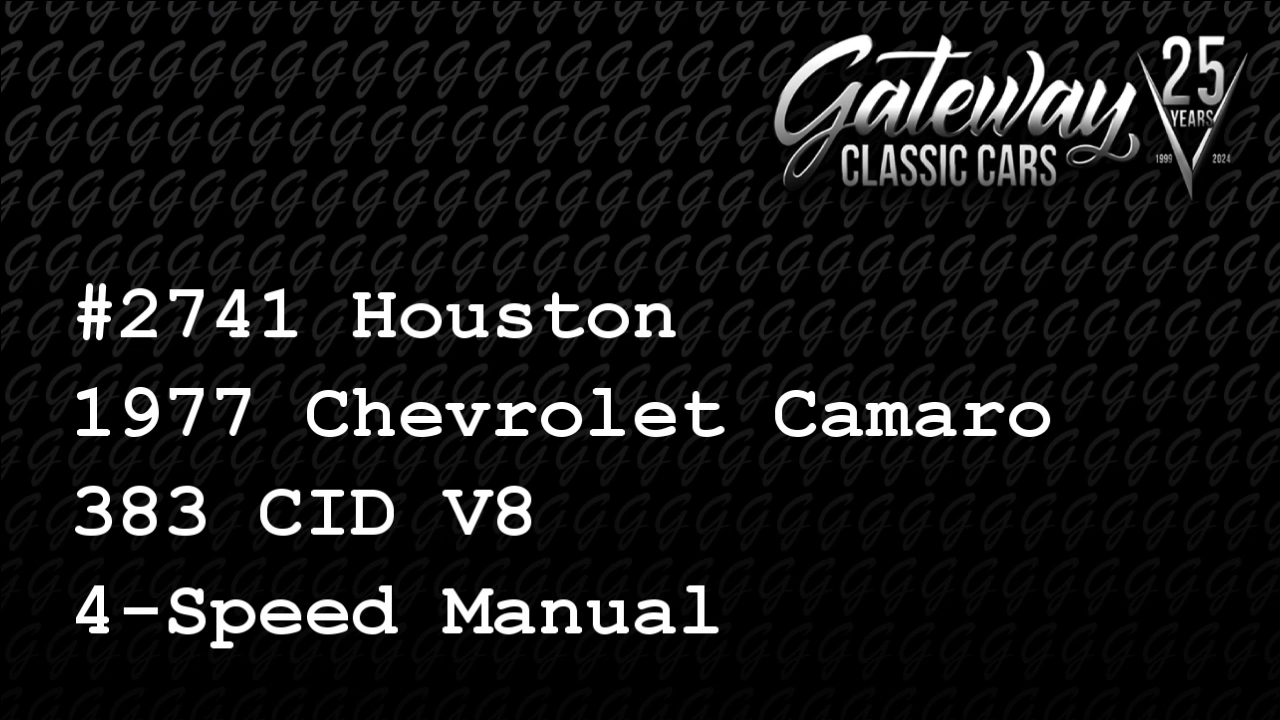 Gateway
CLASSIC CARS
25
YEARS
1999 2024
#2741 Houston
1977 Chevrolet Camaro
383 CID V8
4-Speed Manual